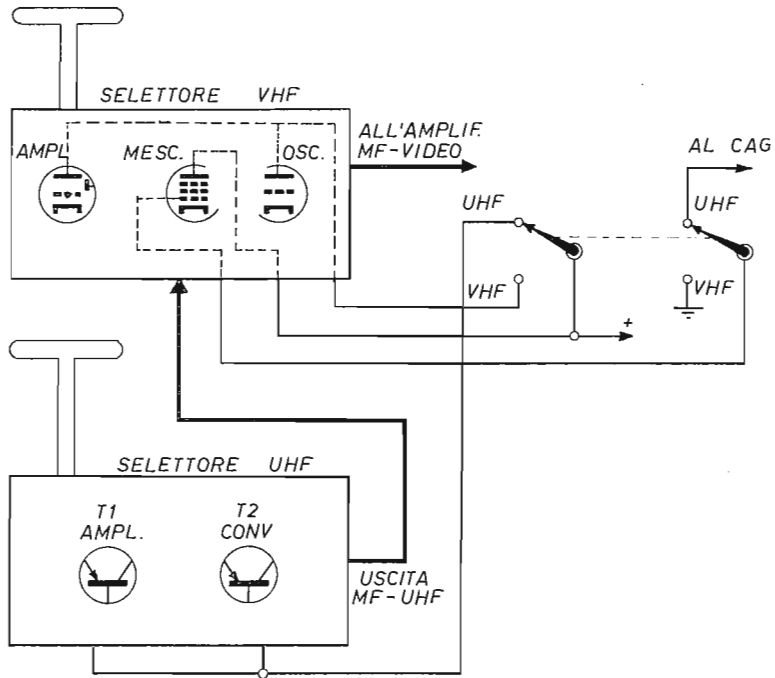 SELETTORE VHF
AMPL.
MESC.
OSC.
ALL'AMPLIF.
MF-VIDEO
AL CAG
UHF
UHF
VHF
VHF
+
SELETTORE UHF
T1
AMPL.
T2
CONV
USCITA
MF-UHF